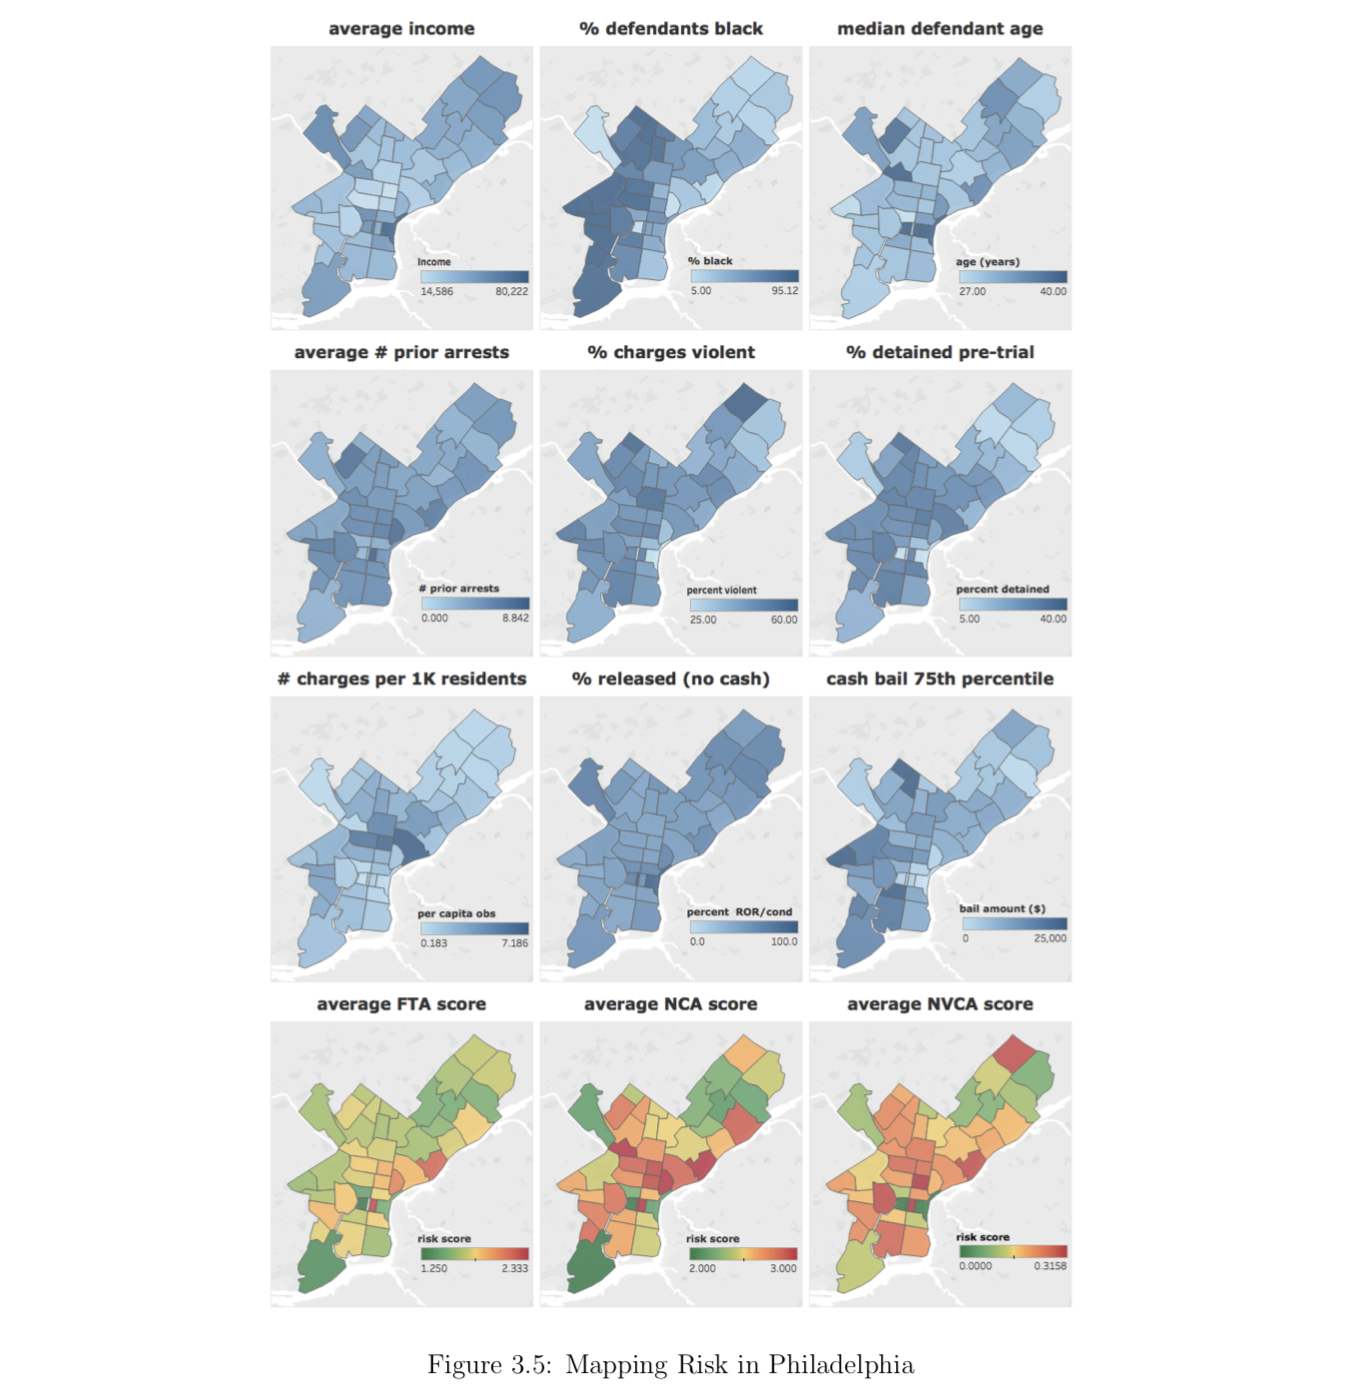 average income
% defendants black
median defendant age
Income
14,586 80,222
% black
5.00 95.12
age (years)
27.00 40.00
average # prior arrests
% charges violent
% detained pre-trial
# prior arrests
0.000 8.842
percent violent
25.00 60.00
percent detained
5.00 40.00
# charges per 1K residents
% released (no cash)
cash bail 75th percentile
per capita obs
0.183 7.186
percent ROR/cond
0.0 100.0
bail amount ($)
0 25,000
average FTA score
average NCA score
average NVCA score
risk score
1.250 2.333
risk score
2.000 3.000
risk score
0.0000 0.3158
Figure 3.5: Mapping Risk in Philadelphia